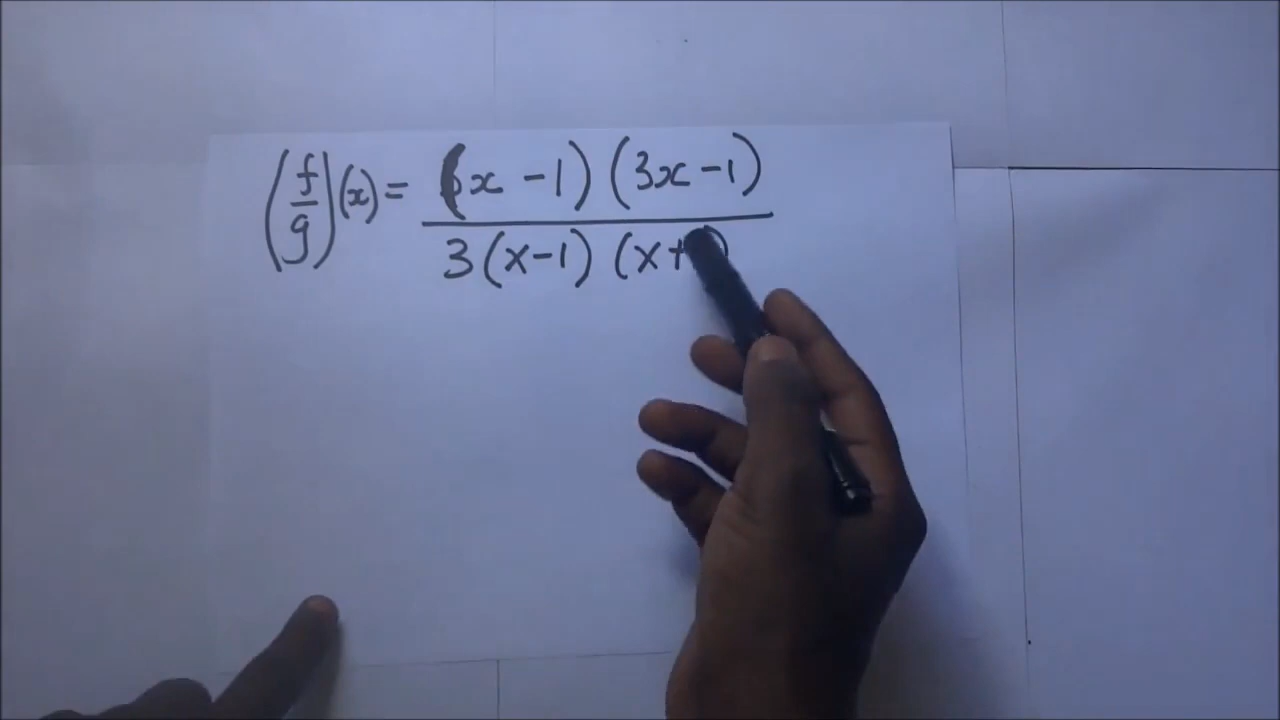 (f/g)(x) = (x - 1) (3x - 1)
3(x - 1) (x +